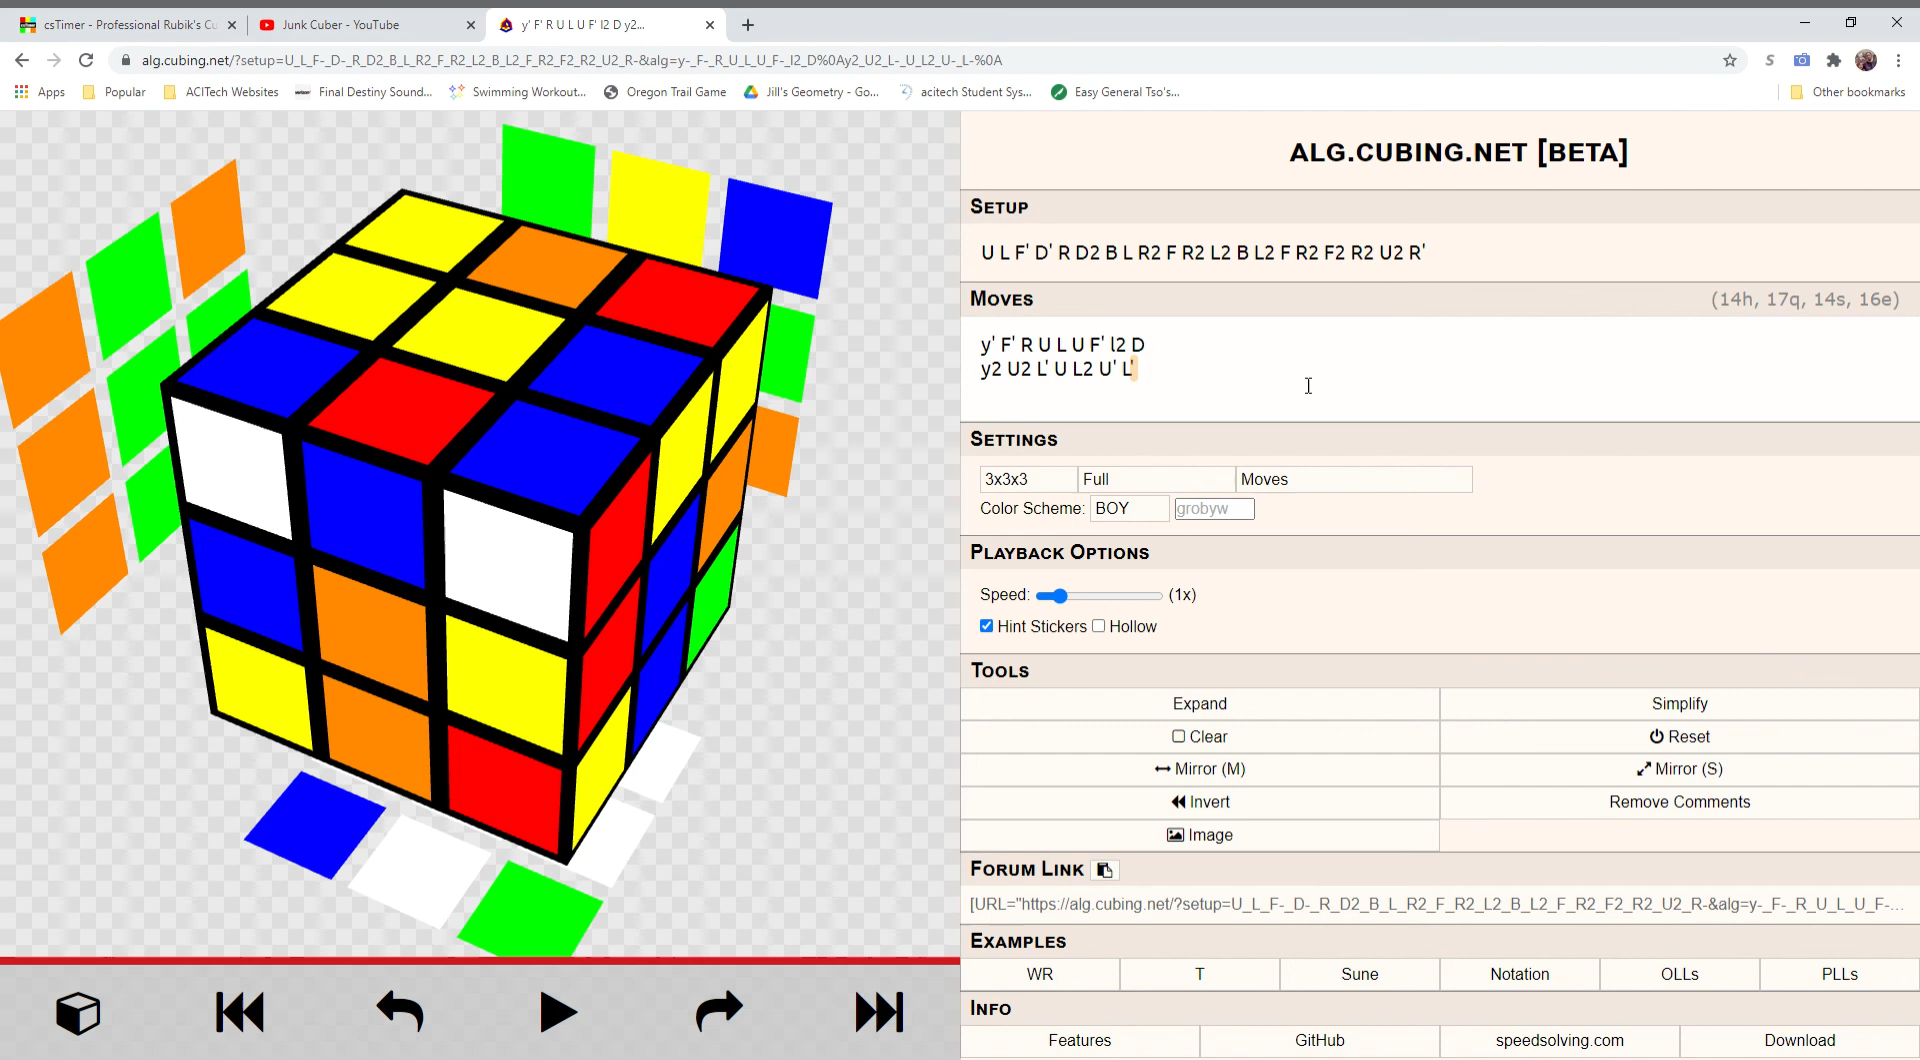 csTimer - Professional Rubik's Cu
Junk Cuber - YouTube
y' F' R U L U F' l2 D y2...
alg.cubing.net/?setup=U_L_F-_D-_R_D2_B_L_R2_F_R2_L2_B_L2_F_R2_F2_R2_U2_R-&alg=y-_F-_R_U_L_U_F-_l2_D%0Ay2_U2_L-_U_L2_U-_L-%0A
Apps
Popular
ACITech Websites
Final Destiny Sound...
Swimming Workout...
Oregon Trail Game
Jill's Geometry - Go...
acitech Student Sys...
Easy General Tso's...
Other bookmarks
ALG.CUBING.NET [BETA]
SETUP
U L F' D' R D2 B L R2 F R2 L2 B L2 F R2 F2 R2 U2 R'
MOVES (14h, 17q, 14s, 16e)
y' F' R U L U F' l2 D
y2 U2 L' U L2 U' L'
SETTINGS
3x3x3 Full Moves
Color Scheme: BOY grobyw
PLAYBACK OPTIONS
Speed: (1x)
Hint Stickers Hollow
TOOLS
Expand Simplify
Clear Reset
Mirror (M) Mirror (S)
Invert Remove Comments
Image
FORUM LINK
[URL="https://alg.cubing.net/?setup=U_L_F-_D-_R_D2_B_L_R2_F_R2_L2_B_L2_F_R2_F2_R2_U2_R-&alg=y-_F-_R_U_L_U_F-...
EXAMPLES
WR T Sune Notation OLLs PLLs
INFO
Features GitHub speedsolving.com Download